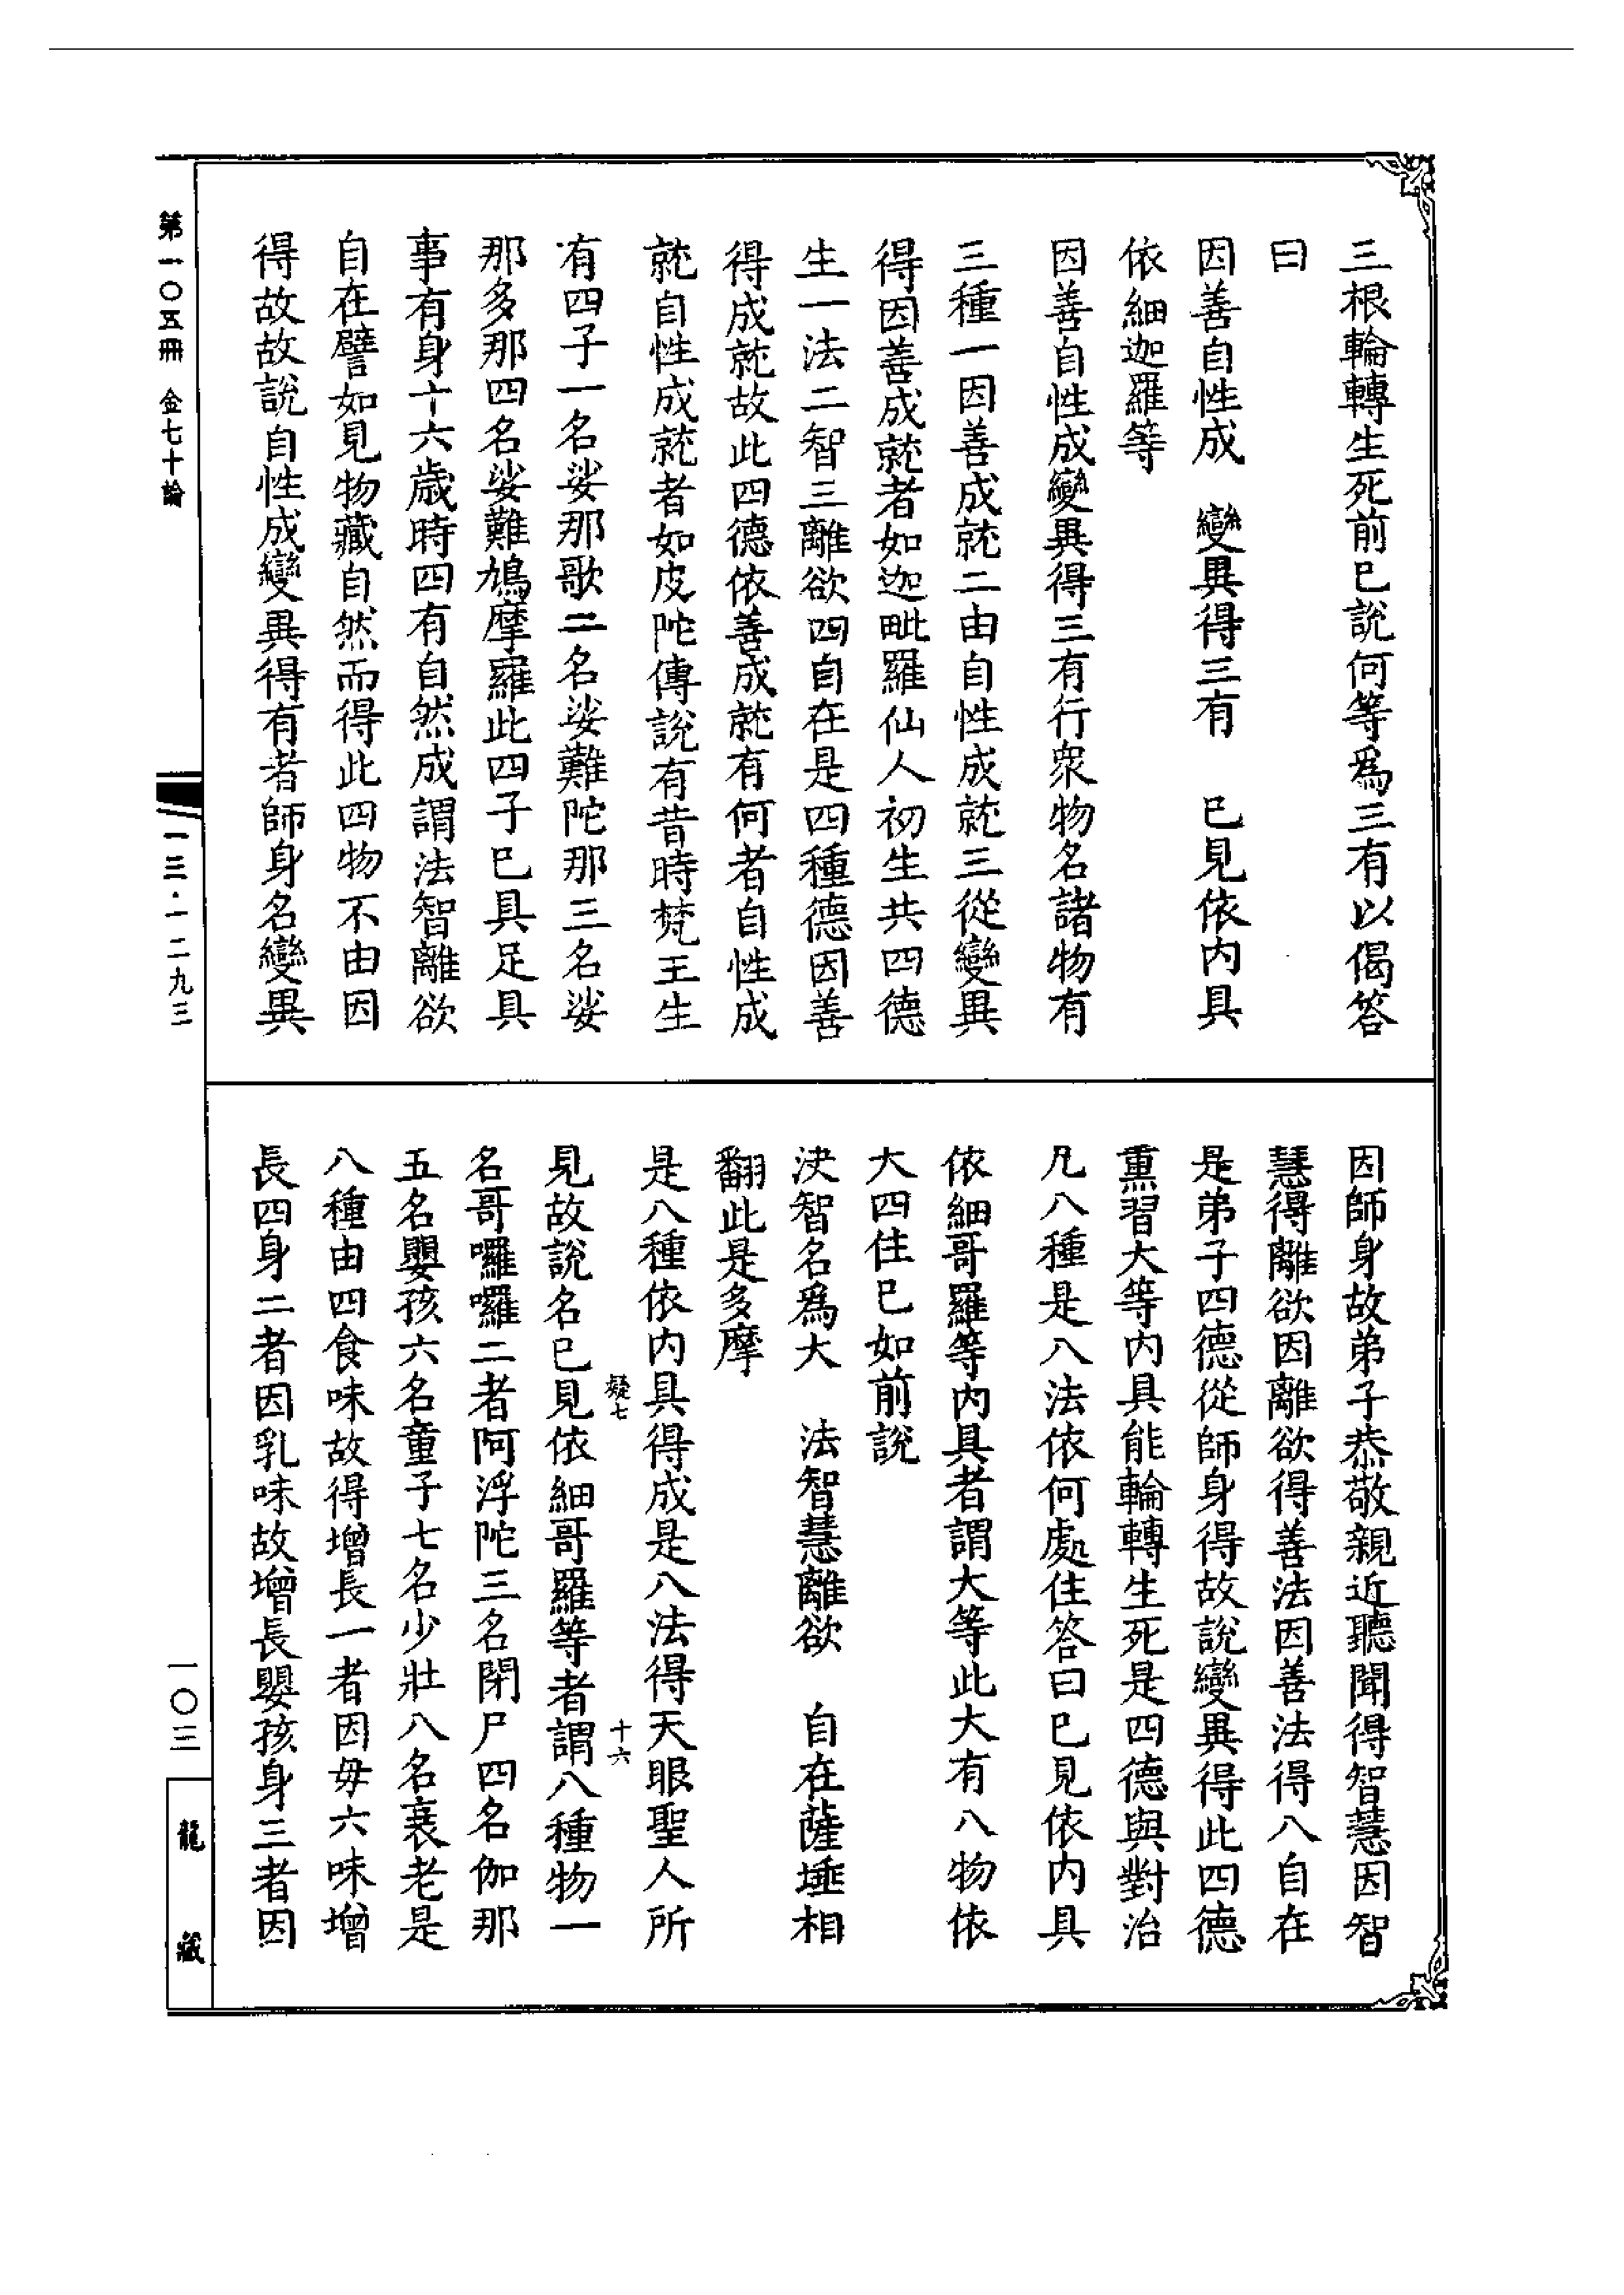 三根輪轉生死前已說何等為三有以偈答
曰
因善自性成　變異得三有　已見依內具
依細迦羅等
因善自性成變異得三有行眾物名諸物有
三種一因善成就二由自性成就三從變異
得因善成就者如迦毗羅仙人初生共四德
生一法二智三離欲四自在是四種德因善
得成就故此四德依善成就有何者自性成
就自性成就者如皮陀傳說有昔時梵王生
有四子一名娑那歌二名娑難陀那三名娑
那多那四名娑難鳩摩羅此四子已具足具
事有身十六歲時四有自然成謂法智離欲
自在譬如見物藏自然而得此四物不由因
得故故說自性成變異得有者師身名變異
因師身故弟子恭敬親近聽聞得智慧因智
慧得離欲因離欲得善法因善法得八自在
是弟子四德從師身得故說變異得此四德
熏習大等內具能輪轉生死是四德與對治
凡八種是八法依何處住答曰已見依內具
依細哥羅等內具者謂大等此大有八物依
大四住已如前說
決智名為大　法智慧離欲　自在薩埵相
翻此是多摩
是八種依內具得成是八法得天眼聖人所
疑七　十六
見故說名已見依細哥羅等者謂八種物一
名哥囉囉二者阿浮陀三名閉尸四名伽那
五名嬰孩六名童子七名少壯八名衰老是
八種由四食味故得增長一者因母六味增
長四身二者因乳味故增長嬰孩身三者因
第一〇五冊　金七十論
一三·一二九三
一〇三
龍藏